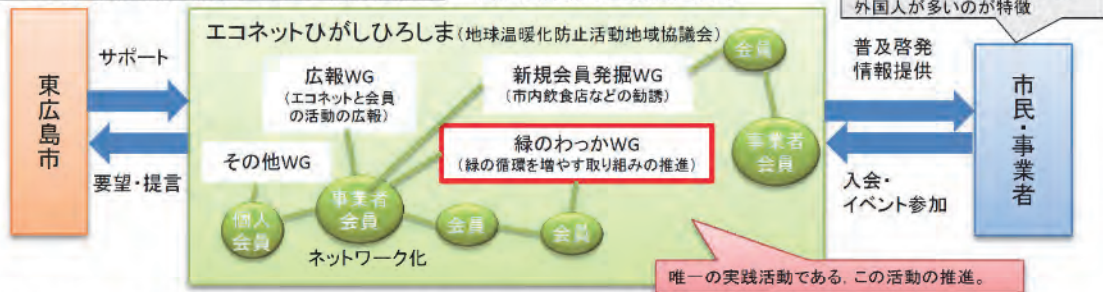 外国人が多いのが特徴
エコネットひがしひろしま(地球温暖化防止活動地域協議会)
東広島市
サポート
要望・提言
広報WG
(エコネットと会員
の活動の広報)
新規会員発掘WG
(市内飲食店などの勧誘)
その他WG
緑のわっかWG
(緑の循環を増やす取り組みの推進)
会員
事業者
会員
個人
会員
事業者
会員
会員
会員
ネットワーク化
普及啓発
情報提供
入会・
イベント参加
市民・事業者
唯一の実践活動である、この活動の推進。